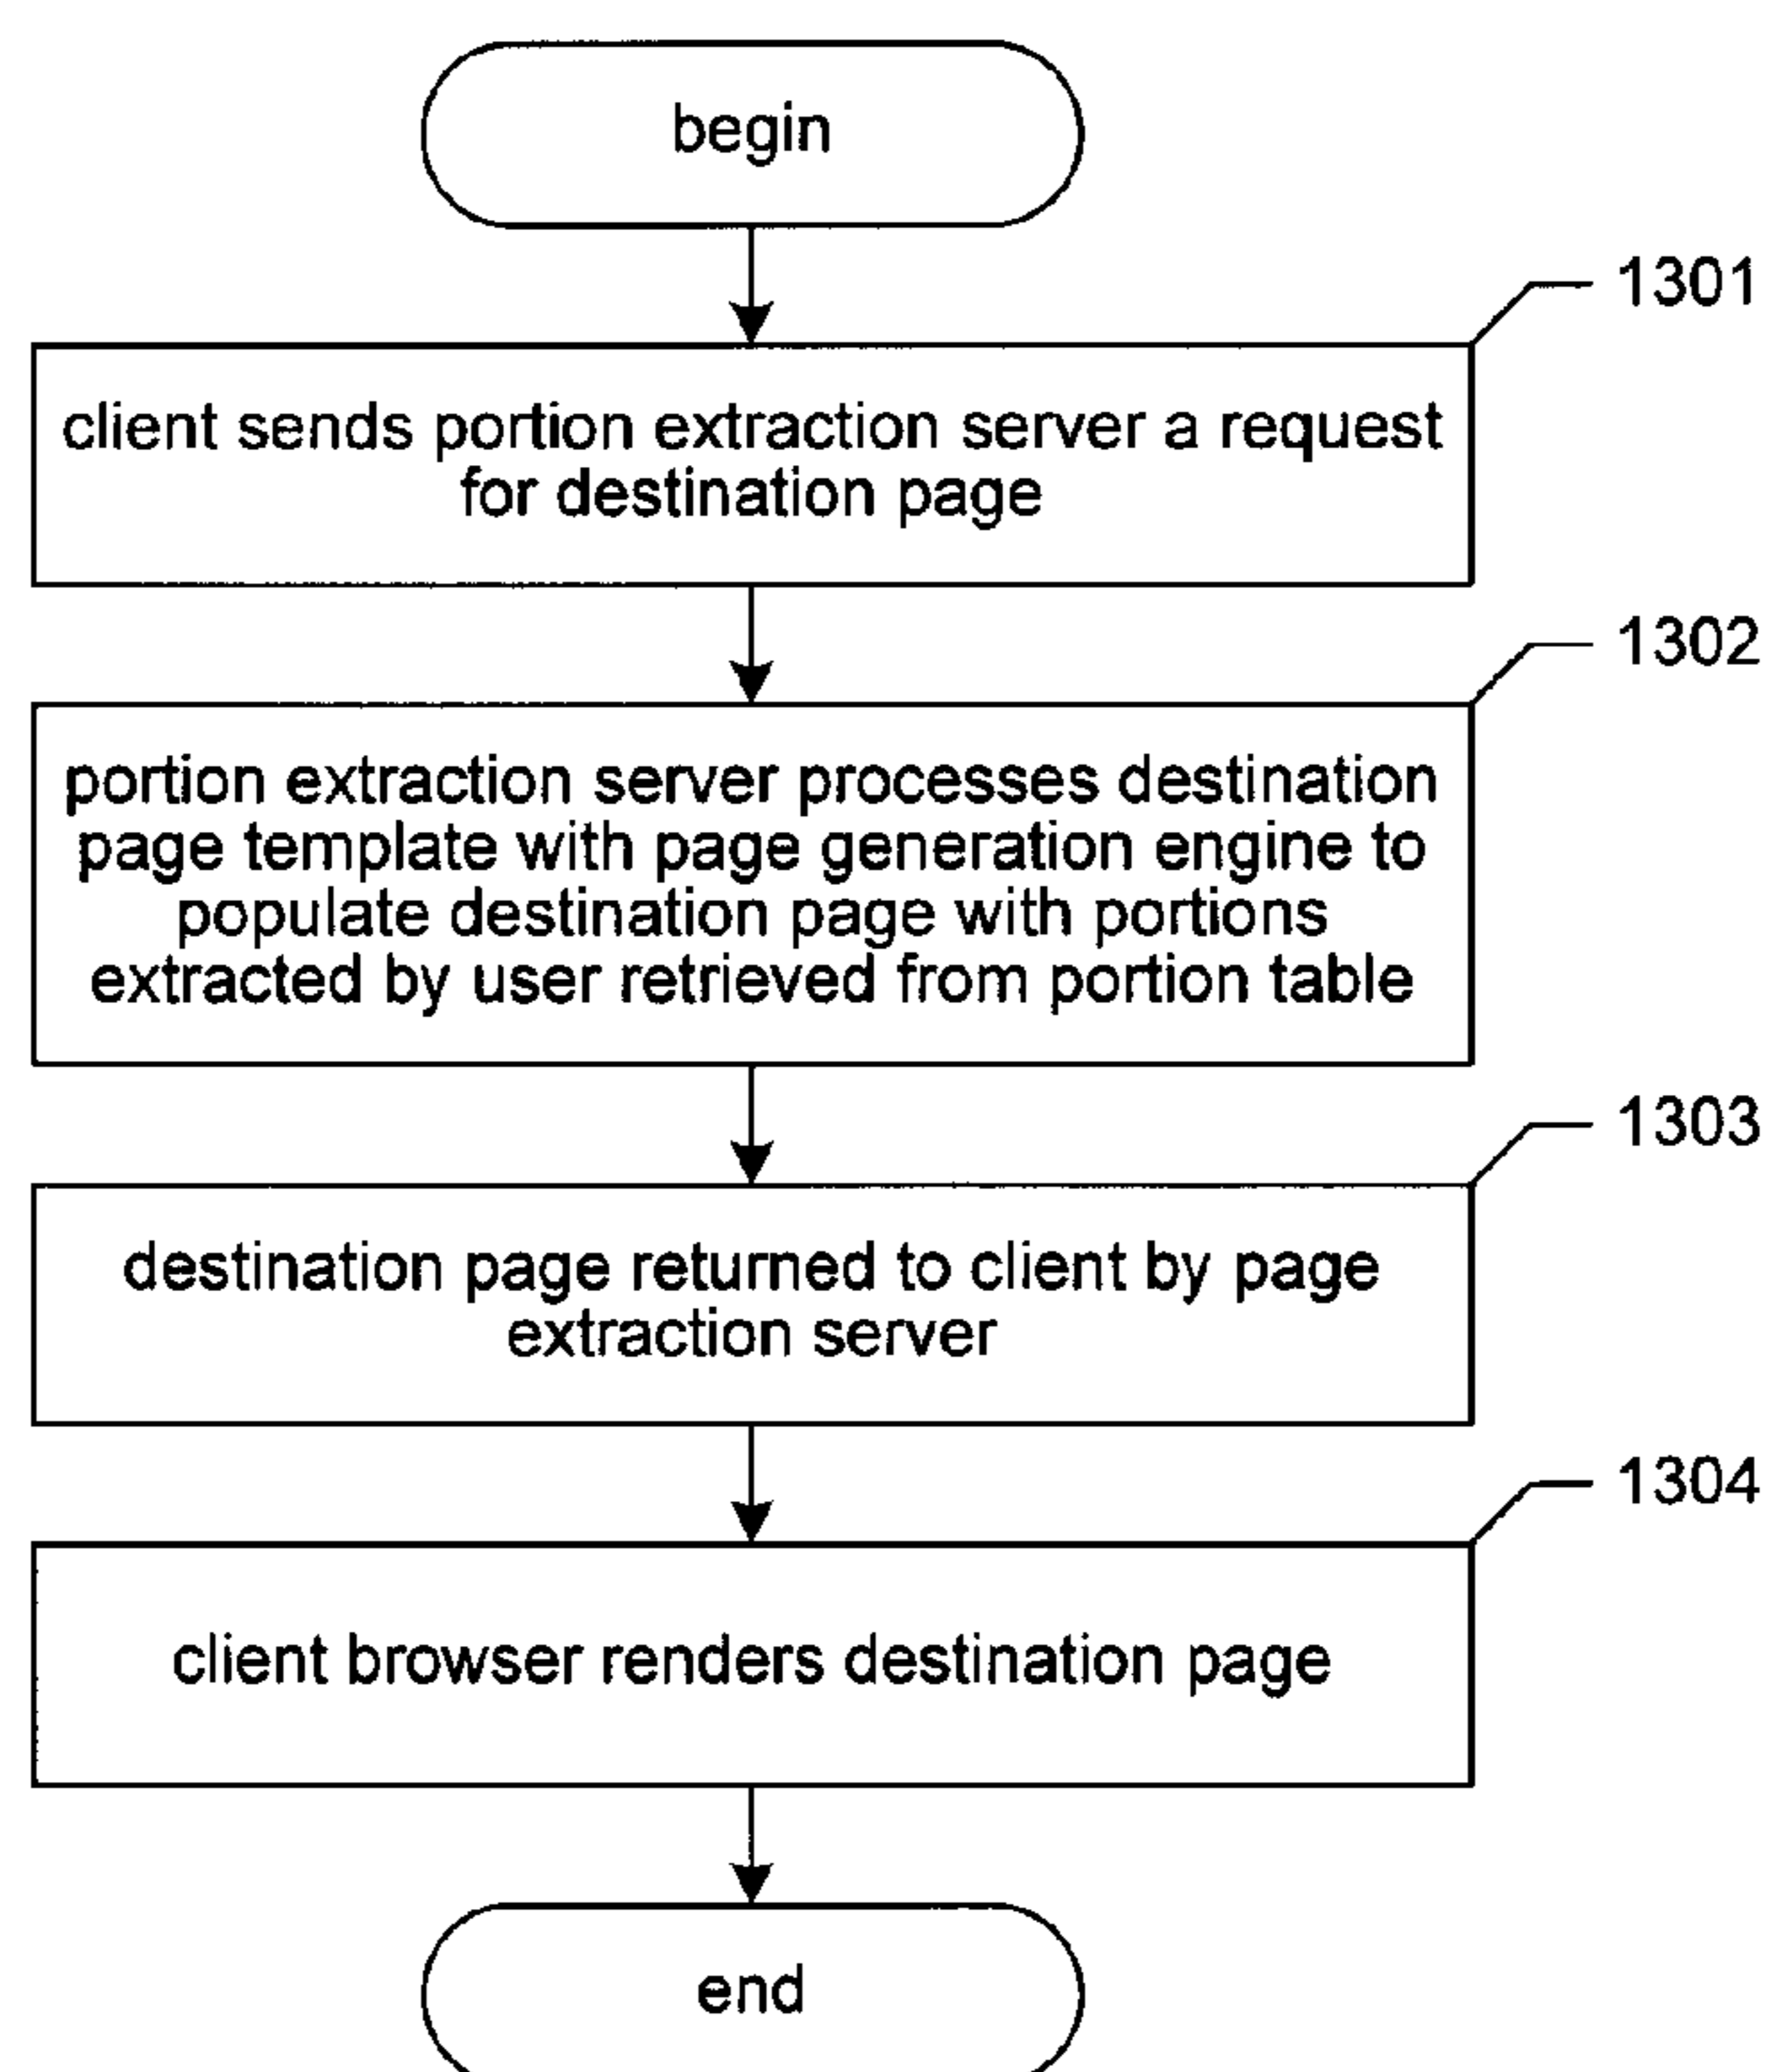 begin
1301
client sends portion extraction server a request
for destination page
1302
portion extraction server processes destination
page template with page generation engine to
populate destination page with portions
extracted by user retrieved from portion table
1303
destination page returned to client by page
extraction server
1304
client browser renders destination page
end